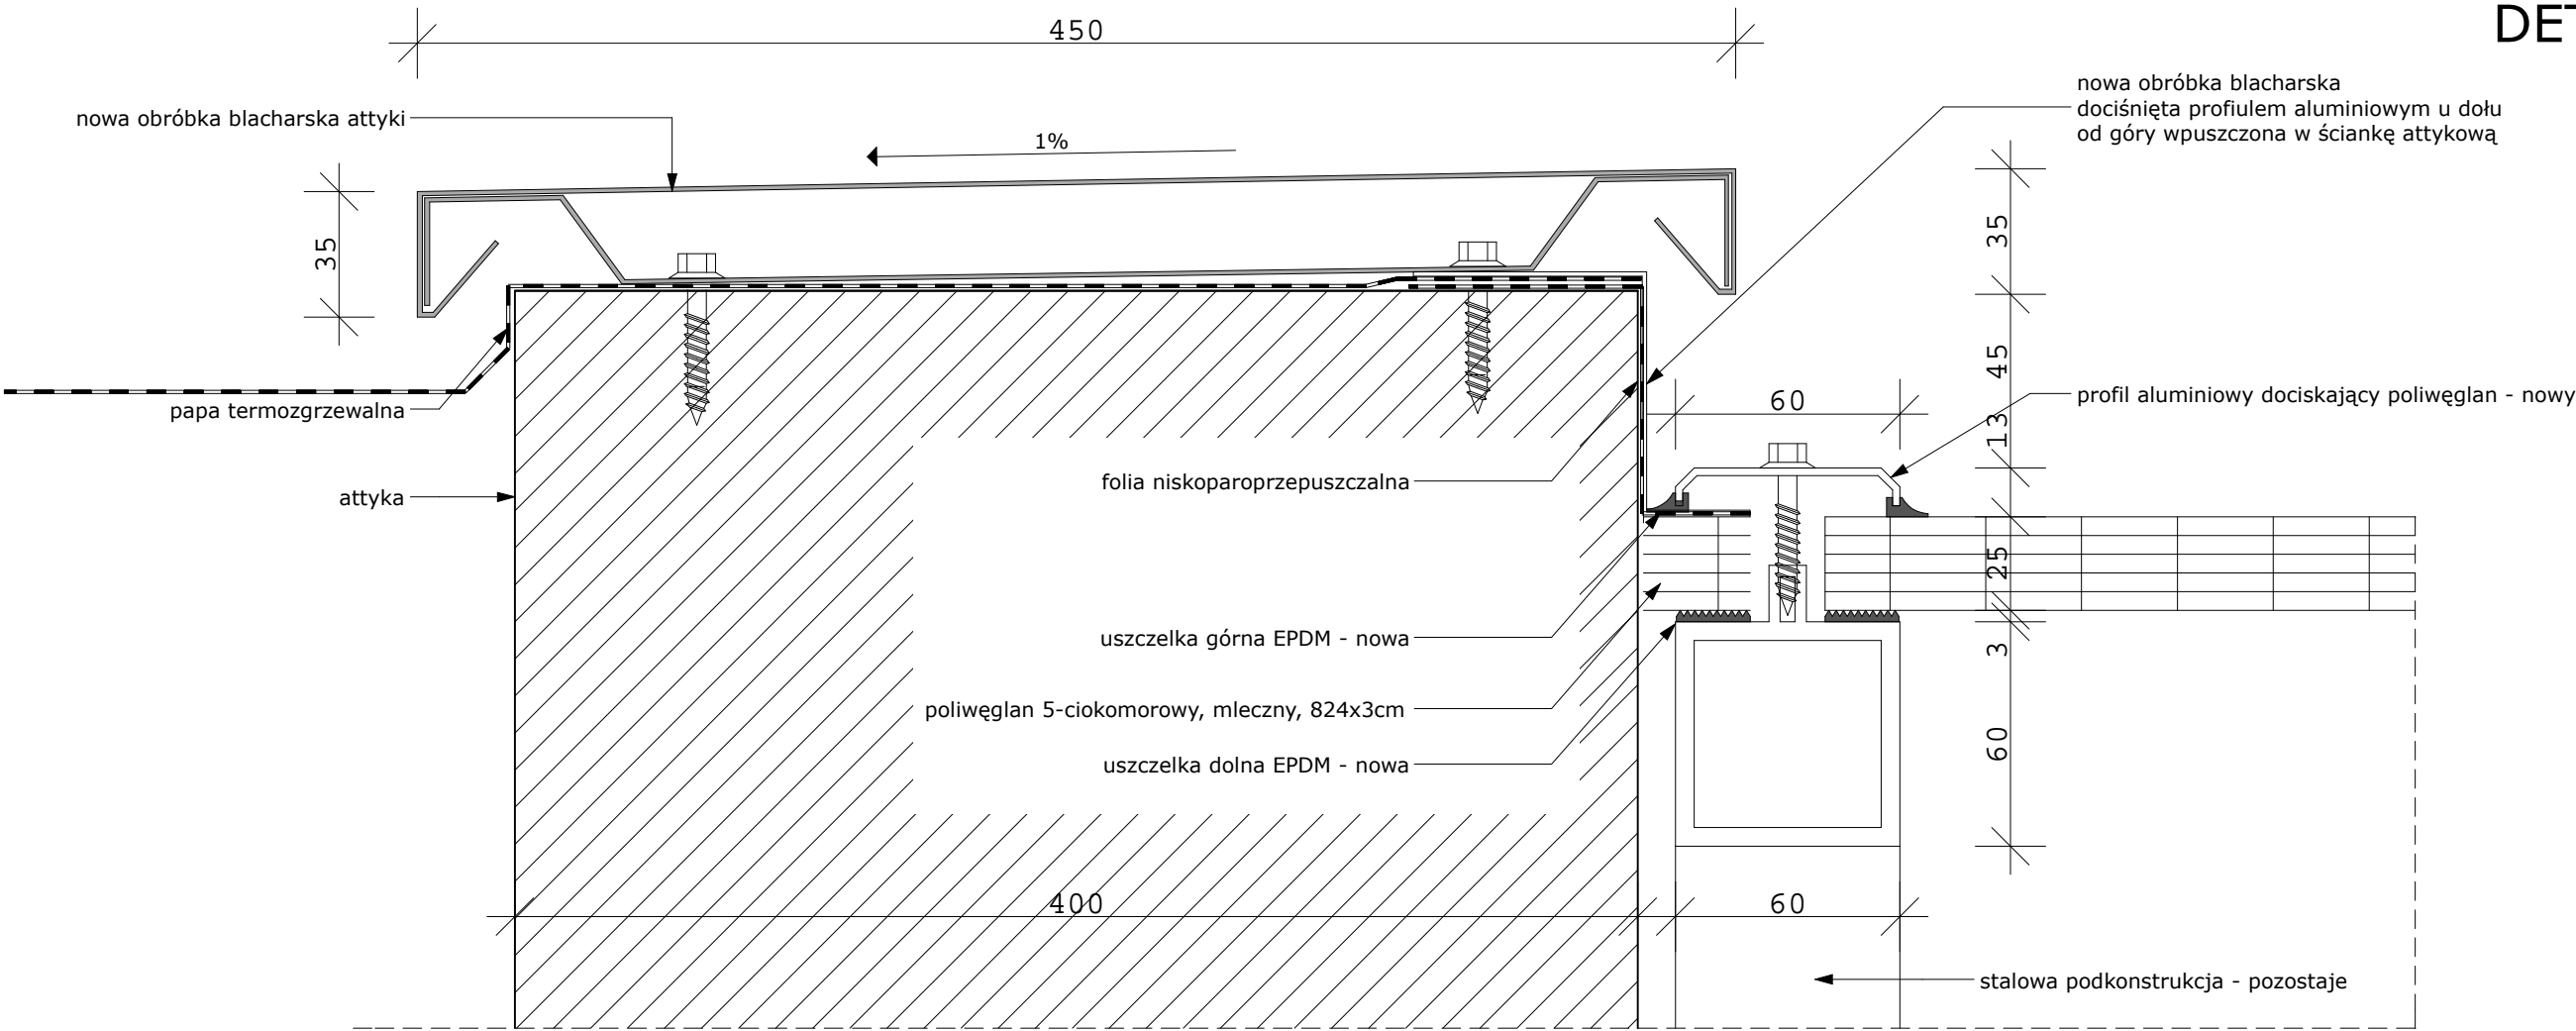 DET
450
nowa obróbka blacharska
dociśnięta profiulem aluminiowym u dołu
od góry wpuszczona w ściankę attykową
nowa obróbka blacharska attyki
1%
35
35
45
13
60
profil aluminiowy dociskający poliwęglan - nowy
papa termozgrzewalna
folia niskoparoprzepuszczalna
attyka
25
uszczelka górna EPDM - nowa
3
poliwęglan 5-ciokomorowy, mleczny, 824x3cm
60
uszczelka dolna EPDM - nowa
400
60
stalowa podkonstrukcja - pozostaje